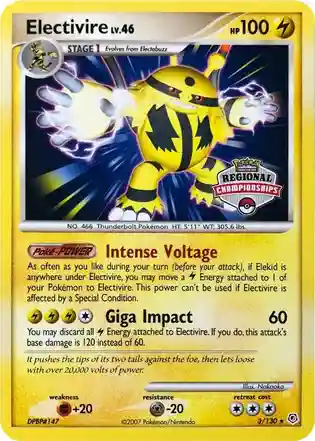 Electivire LV.46
HP 100
STAGE 1 Evolves from Electabuzz
Pokémon
REGIONAL
CHAMPIONSHIPS
NO. 466 Thunderbolt Pokémon HT: 5'11" WT: 305.6 lbs.
Poké-POWER Intense Voltage
As often as you like during your turn (before your attack), if Elekid is
anywhere under Electivire, you may move a Energy attached to 1 of
your Pokémon to Electivire. This power can't be used if Electivire is
affected by a Special Condition.
Giga Impact 60
You may discard all Energy attached to Electivire. If you do, this attack's
base damage is 120 instead of 60.
It pushes the tips of its two tails against the foe, then lets loose
with over 20,000 volts of power.
Illus. Nakaoka
weakness resistance retreat cost
+20 -20
DPBP#147 ©2007 Pokémon/Nintendo 3/130